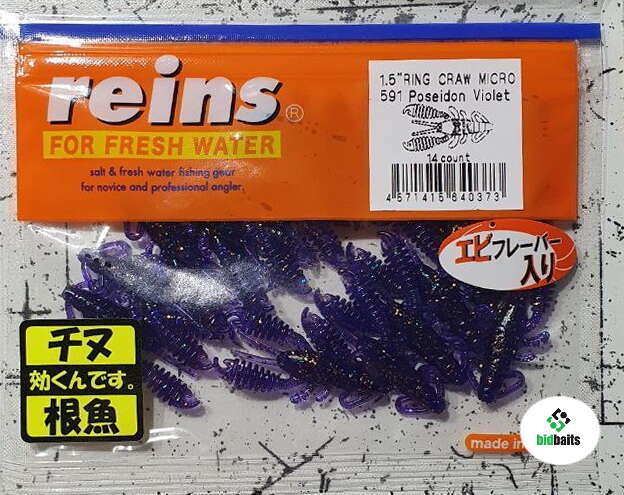 reins®
FOR FRESH WATER
salt & fresh water fishing gear
for novice and professional angler.
1.5"RING CRAW MICRO
591 Poseidon Violet
14 count
4571415840373
エビフレーバー
入り
チヌ
効くんです。
根魚
made in
bidbaits